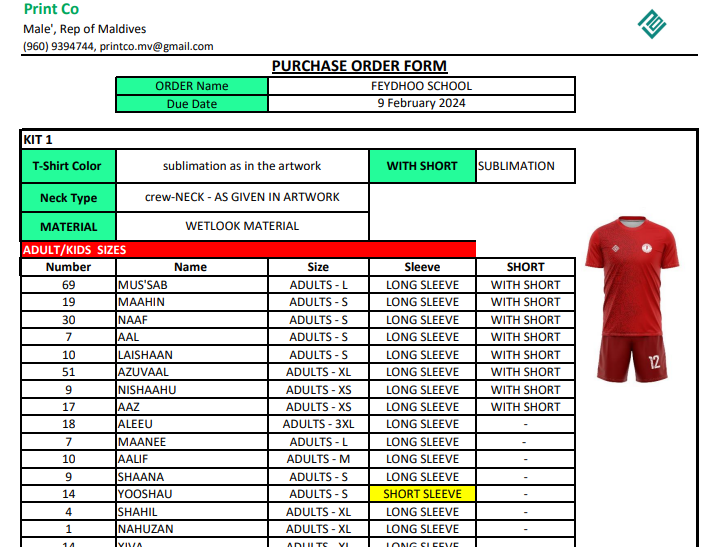 Print Co
Male', Rep of Maldives
(960) 9394744, printco.mv@gmail.com
PURCHASE ORDER FORM
ORDER Name FEYDHOO SCHOOL
Due Date 9 February 2024
KIT 1
T-Shirt Color sublimation as in the artwork WITH SHORT SUBLIMATION
Neck Type crew-NECK - AS GIVEN IN ARTWORK
MATERIAL WETLOOK MATERIAL
ADULT/KIDS SIZES
Number Name Size Sleeve SHORT
69 MUS'SAB ADULTS - L LONG SLEEVE WITH SHORT
19 MAAHIN ADULTS - S LONG SLEEVE WITH SHORT
30 NAAF ADULTS - S LONG SLEEVE WITH SHORT
7 AAL ADULTS - S LONG SLEEVE WITH SHORT
10 LAISHAAN ADULTS - S LONG SLEEVE WITH SHORT
51 AZUVAAL ADULTS - XL LONG SLEEVE WITH SHORT
9 NISHAAHU ADULTS - XS LONG SLEEVE WITH SHORT
17 AAZ ADULTS - XS LONG SLEEVE WITH SHORT
18 ALEEU ADULTS - 3XL LONG SLEEVE -
7 MAANEE ADULTS - L LONG SLEEVE -
10 AALIF ADULTS - M LONG SLEEVE -
9 SHAANA ADULTS - S LONG SLEEVE -
14 YOOSHAU ADULTS - S SHORT SLEEVE -
4 SHAHIL ADULTS - XL LONG SLEEVE -
1 NAHUZAN ADULTS - XL LONG SLEEVE -
12